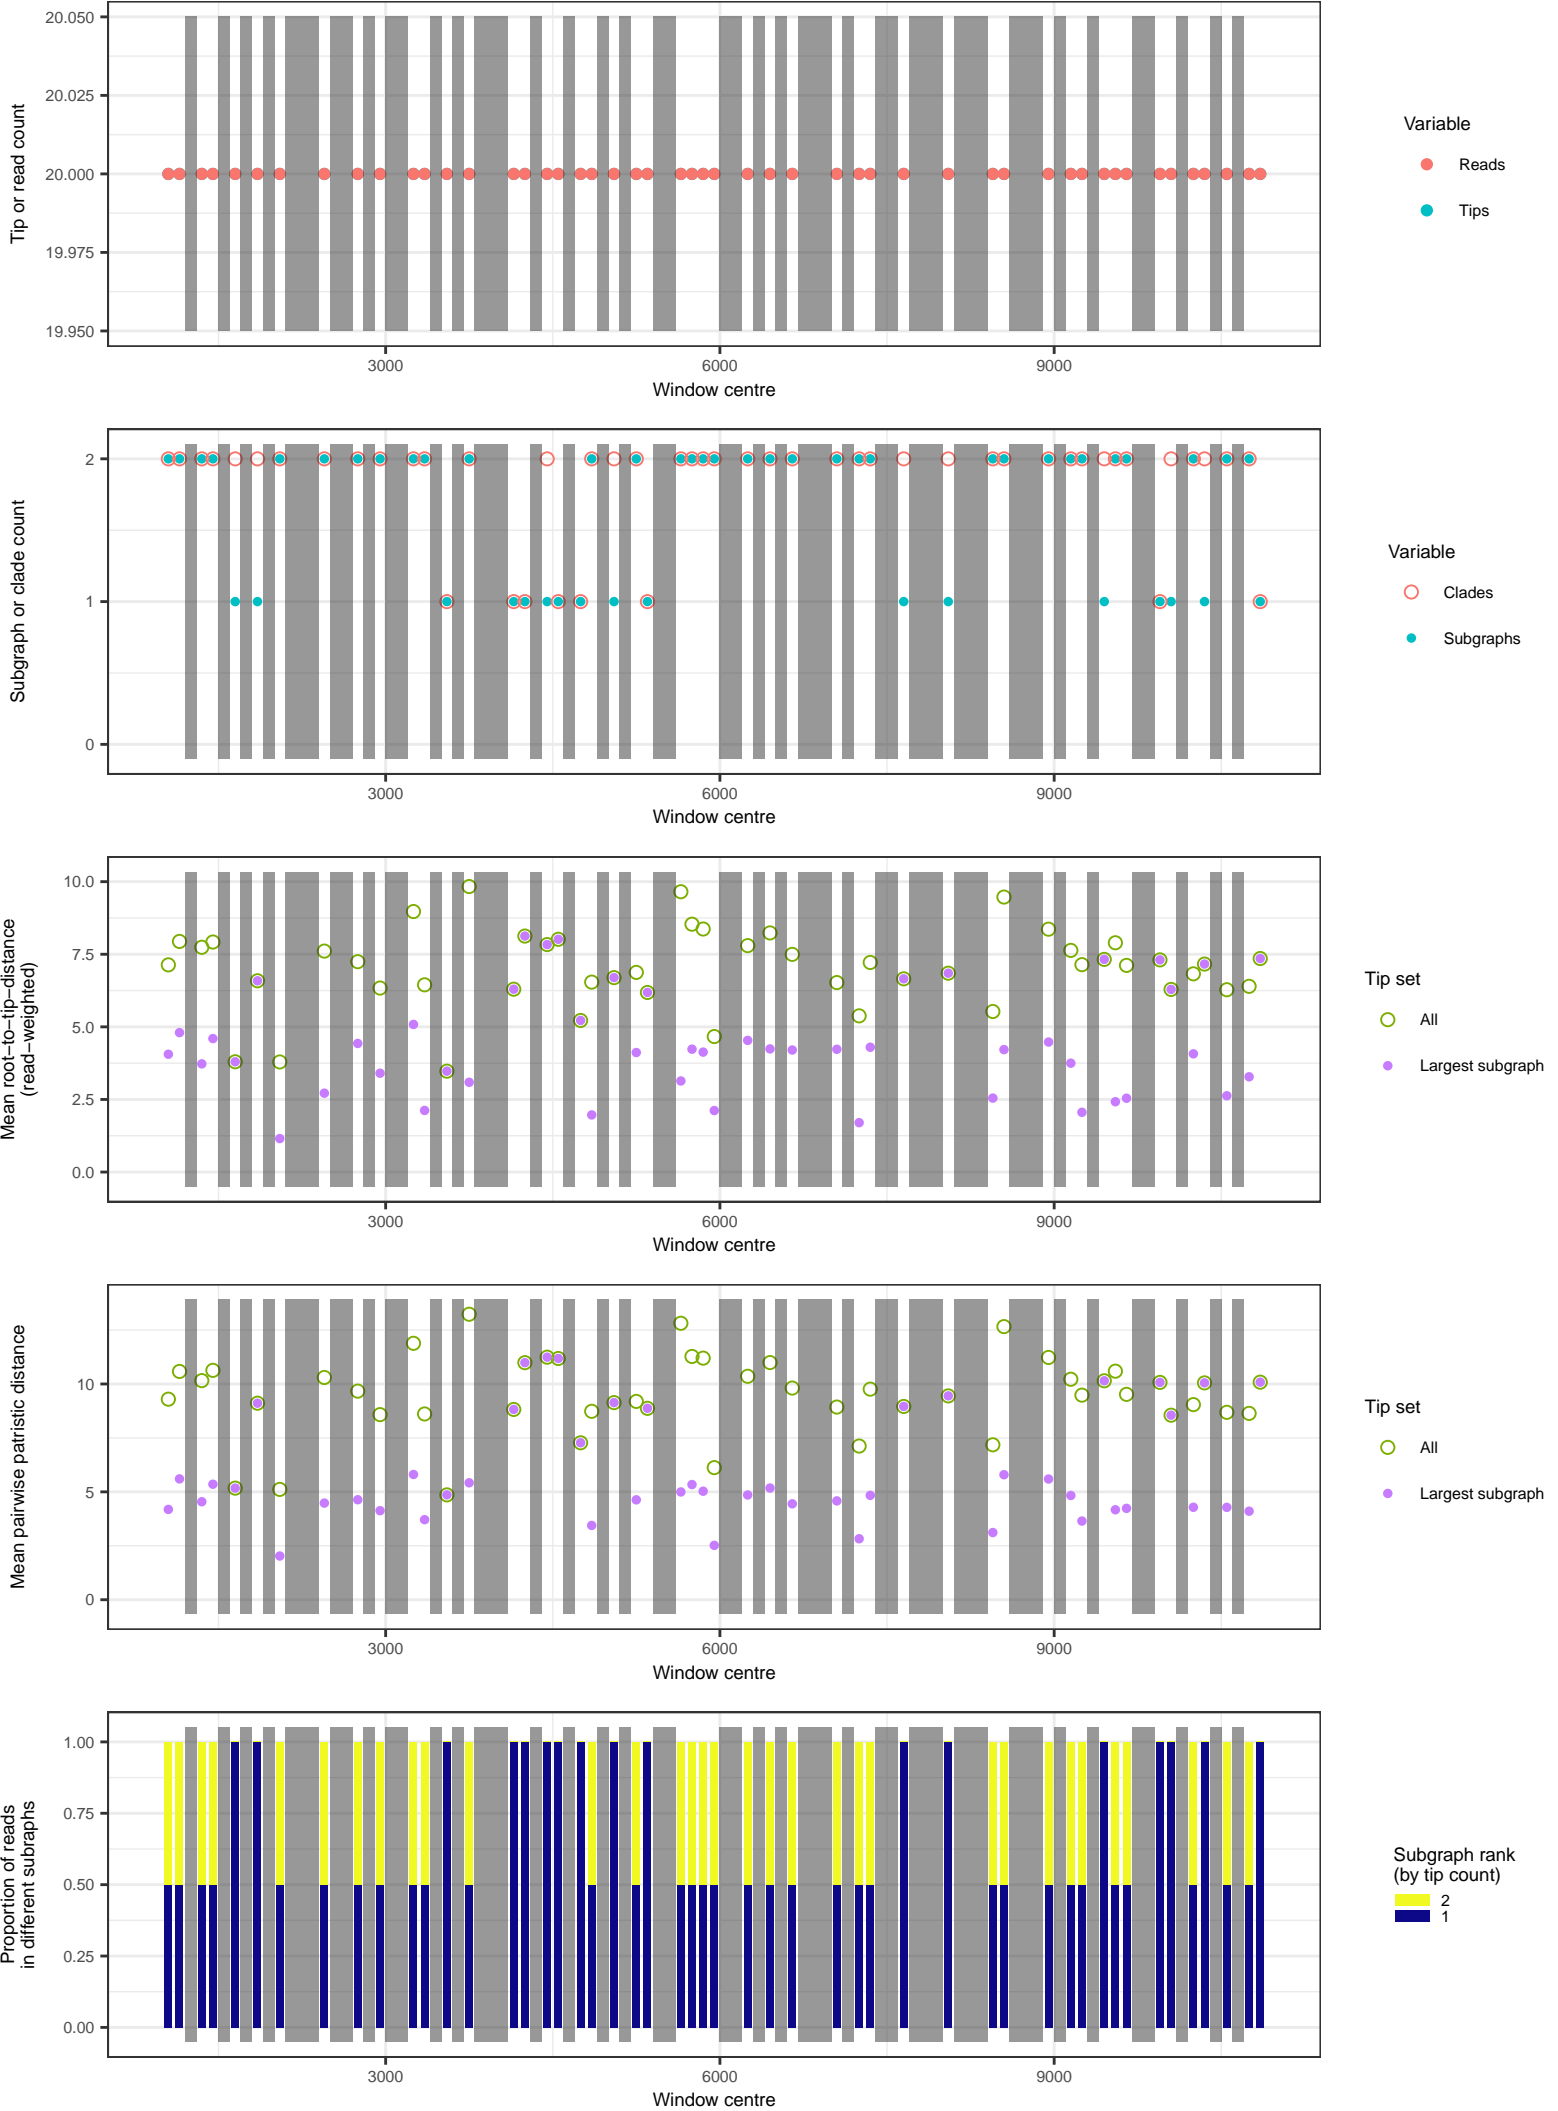 20.050
20.025
20.000
19.975
19.950
Tip or read count
3000
6000
9000
Window centre
Variable
Reads
Tips
2
1
0
Subgraph or clade count
3000
6000
9000
Window centre
Variable
Clades
Subgraphs
10.0
7.5
5.0
2.5
0.0
Mean root−to−tip−distance
(read−weighted)
3000
6000
9000
Window centre
Tip set
All
Largest subgraph
10
5
0
Mean pairwise patristic distance
3000
6000
9000
Window centre
Tip set
All
Largest subgraph
1.00
0.75
0.50
0.25
0.00
Proportion of reads
in different subraphs
3000
6000
9000
Window centre
Subgraph rank
(by tip count)
2
1